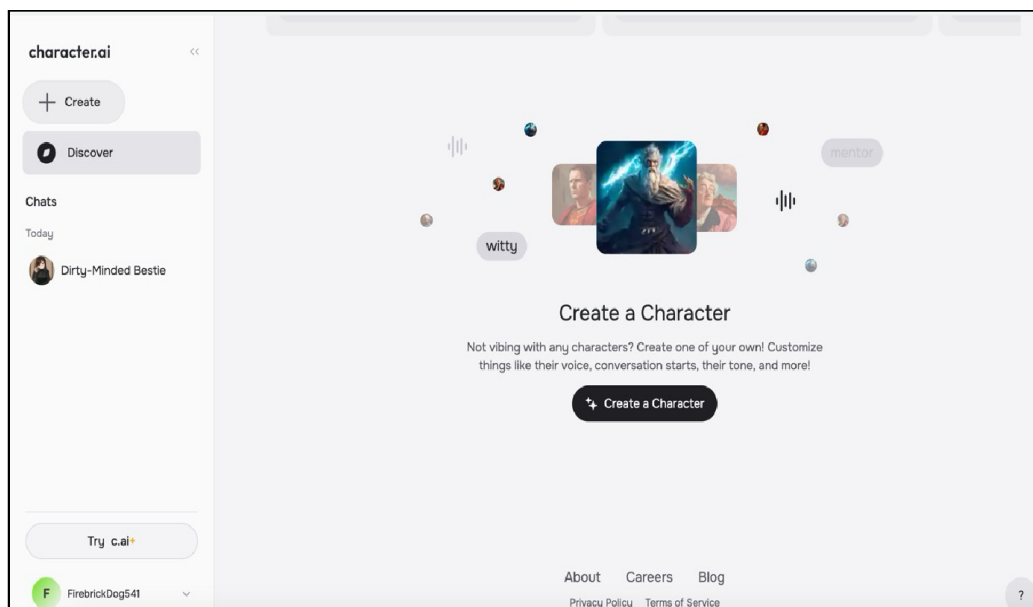 character.ai
Create
Discover
Chats
Today
Dirty-Minded Bestie
mentor
witty
Create a Character
Not vibing with any characters? Create one of your own! Customize
things like their voice, conversation starts, their tone, and more!
Create a Character
Try c.ai+
F FirebrickDog541
About Careers Blog
Privacy Policy Terms of Service
?